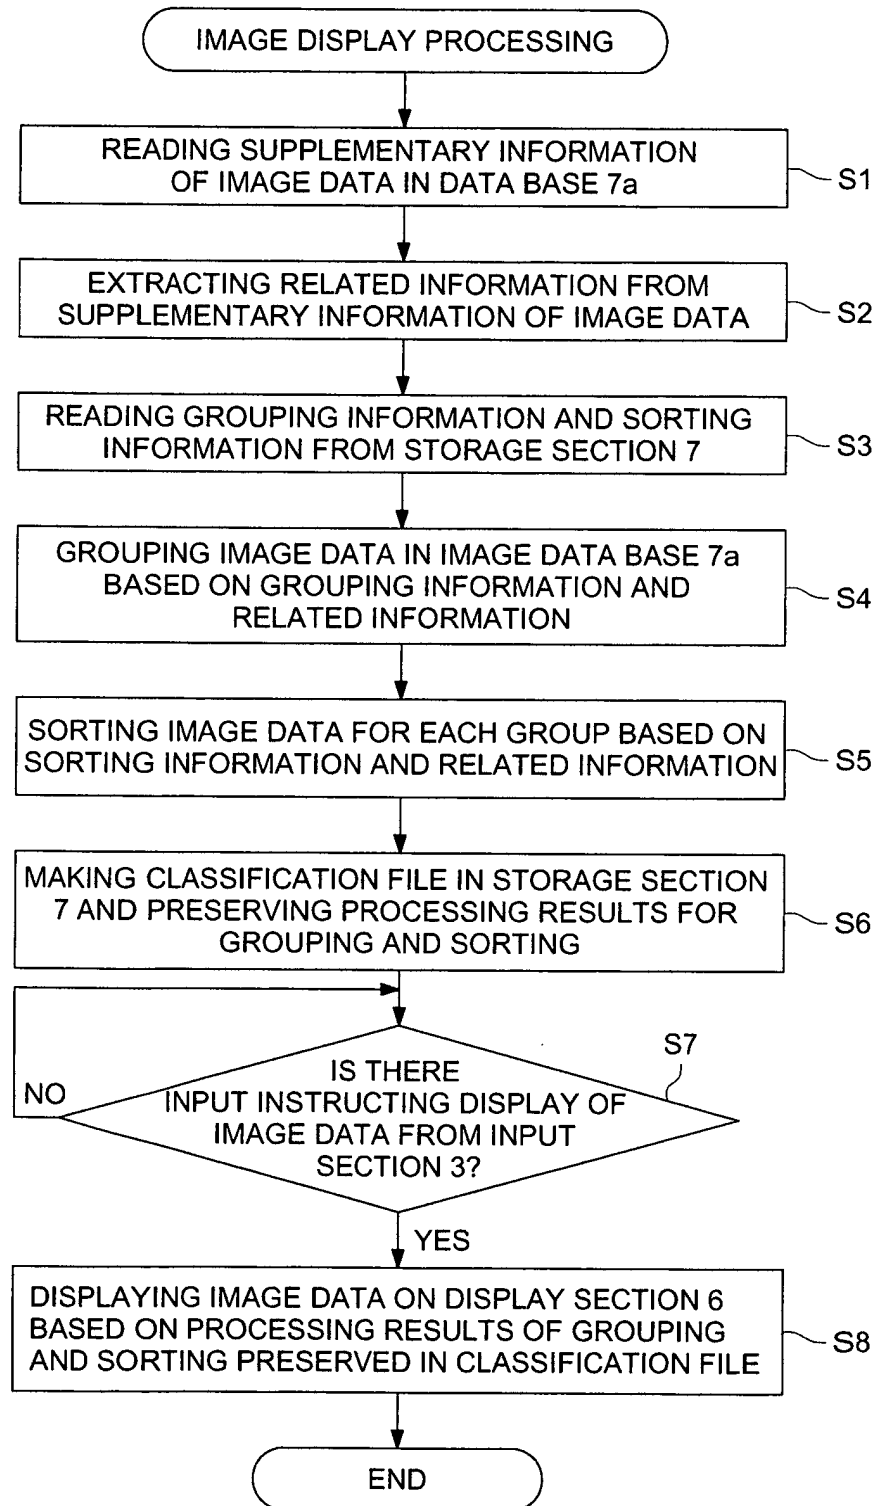 IMAGE DISPLAY PROCESSING
READING SUPPLEMENTARY INFORMATION
OF IMAGE DATA IN DATA BASE 7a
S1
EXTRACTING RELATED INFORMATION FROM
SUPPLEMENTARY INFORMATION OF IMAGE DATA
S2
READING GROUPING INFORMATION AND SORTING
INFORMATION FROM STORAGE SECTION 7
S3
GROUPING IMAGE DATA IN IMAGE DATA BASE 7a
BASED ON GROUPING INFORMATION AND
RELATED INFORMATION
S4
SORTING IMAGE DATA FOR EACH GROUP BASED ON
SORTING INFORMATION AND RELATED INFORMATION
S5
MAKING CLASSIFICATION FILE IN STORAGE SECTION
7 AND PRESERVING PROCESSING RESULTS FOR
GROUPING AND SORTING
S6
S7
IS THERE
INPUT INSTRUCTING DISPLAY OF
IMAGE DATA FROM INPUT
SECTION 3?
NO
YES
DISPLAYING IMAGE DATA ON DISPLAY SECTION 6
BASED ON PROCESSING RESULTS OF GROUPING
AND SORTING PRESERVED IN CLASSIFICATION FILE
S8
END